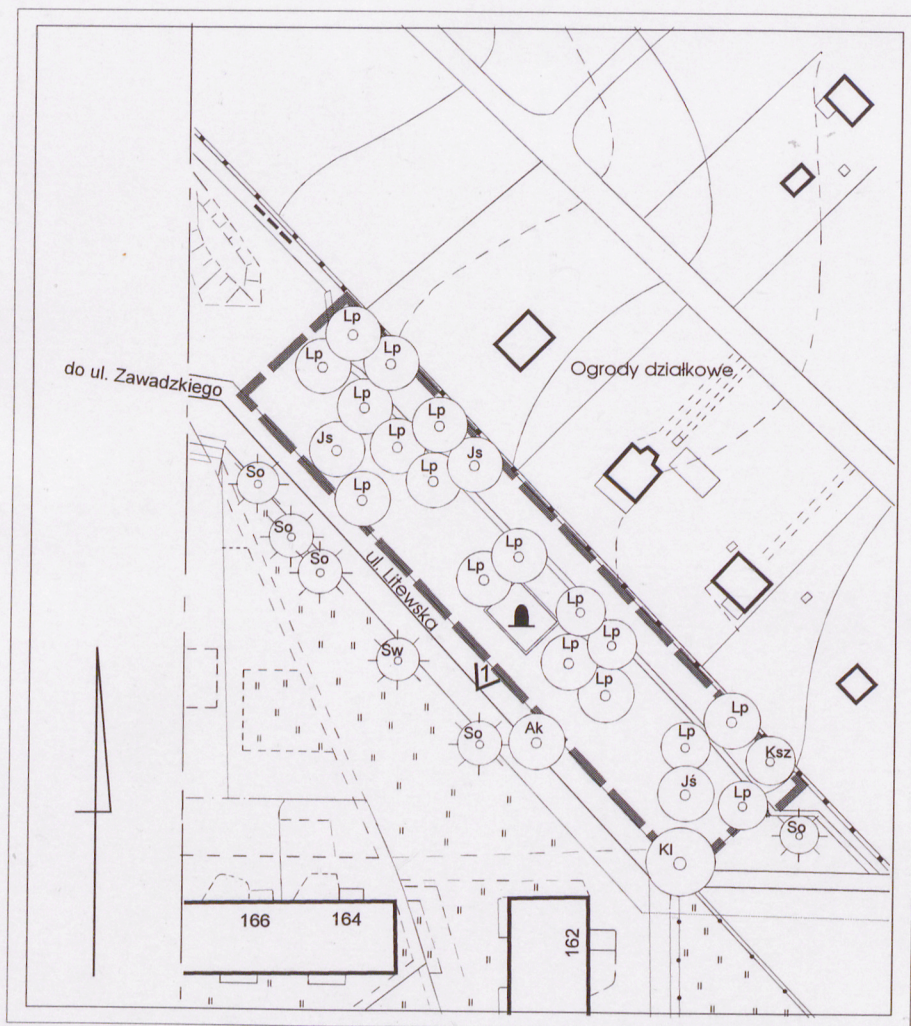 Lp
Lp
Lp
Ogrody działkowe
do ul. Zawadzkiego
Lp
Lp
Js
Lp
Js
Lp
So
Lp
So
So
Lp
Lp
ul. Litewska
Lp
Lp
Sw
Lp
1
Lp
Lp
So
Ak
Lp
Ksz
Jś
Lp
So
Kl
166
164
162